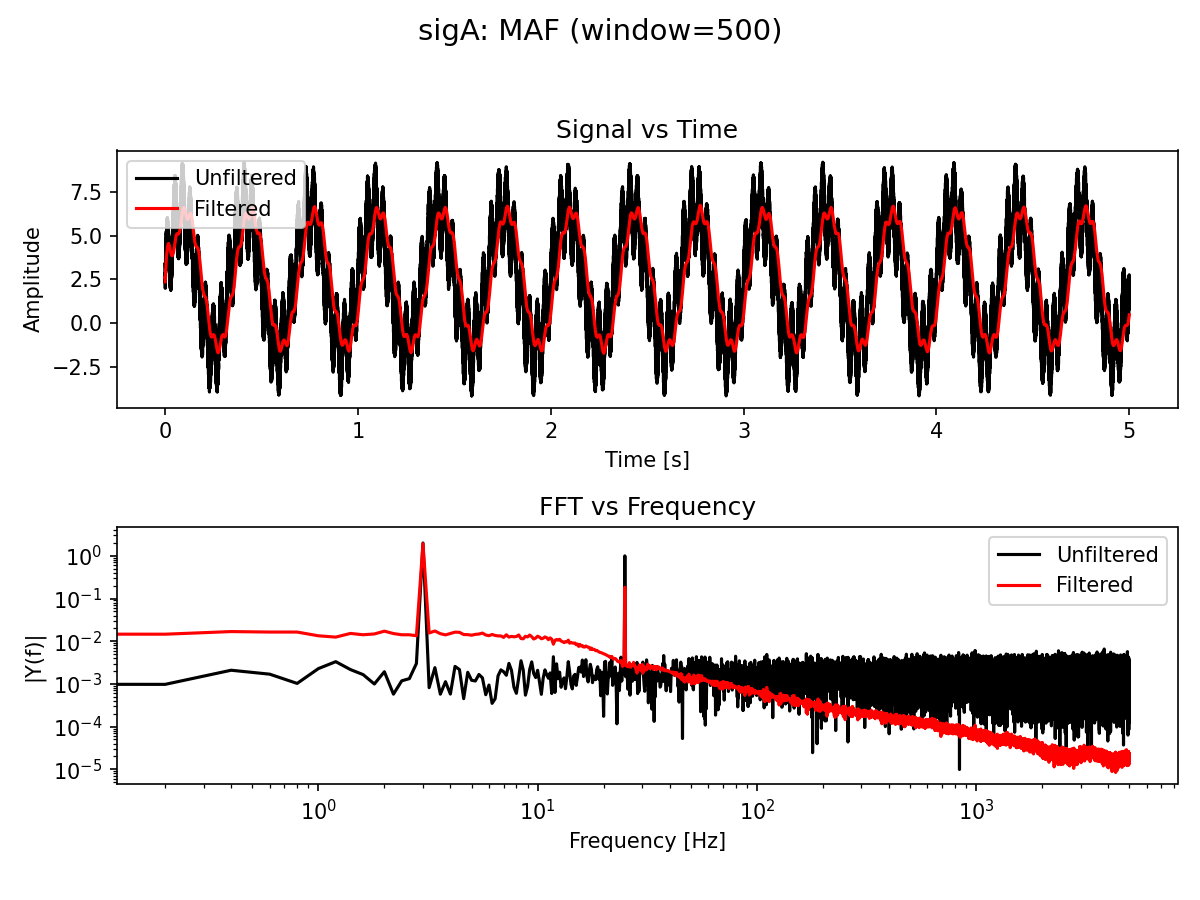 sigA: MAF (window=500)
Signal vs Time
Unfiltered
Filtered
Amplitude
7.5
5.0
2.5
0.0
−2.5
0 1 2 3 4 5
Time [s]
FFT vs Frequency
Unfiltered
Filtered
|Y(f)|
10⁰
10⁻¹
10⁻²
10⁻³
10⁻⁴
10⁻⁵
10⁰ 10¹ 10² 10³
Frequency [Hz]